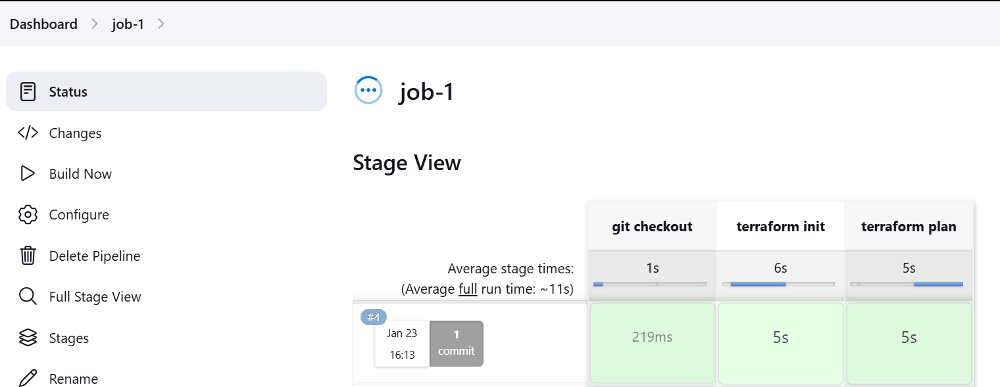 Dashboard
job-1
Status
Changes
Build Now
Configure
Delete Pipeline
Full Stage View
Stages
Rename
job-1
Stage View
git checkout
terraform init
terraform plan
Average stage times:
(Average full run time: ~11s)
1s
6s
5s
#4
Jan 23
16:13
1
commit
219ms
5s
5s